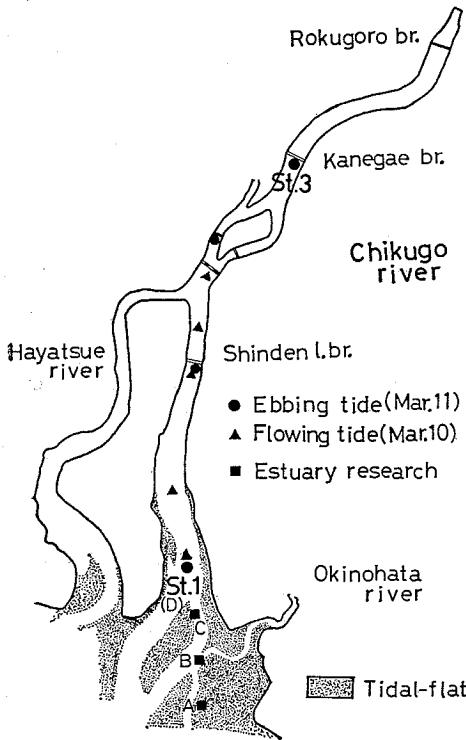 Rokugoro br.
Kanegae br.
St.3
Chikugo
river
Hayatsue
river
Shinden l.br.
● Ebbing tide(Mar.11)
▲ Flowing tide(Mar.10)
■ Estuary research
St.1
(D)
Okinohata
river
C
B
A
Tidal-flat